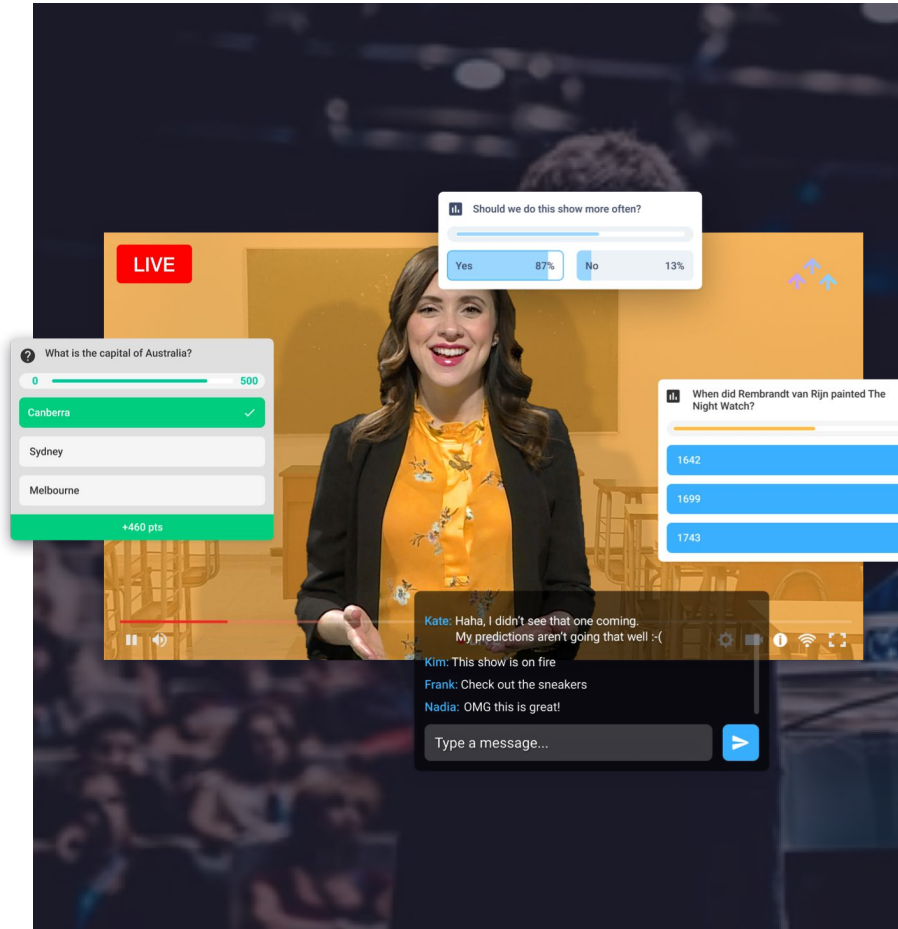 Should we do this show more often?
Yes 87% No 13%
LIVE
What is the capital of Australia?
0 500
Canberra
Sydney
Melbourne
+460 pts
When did Rembrandt van Rijn painted The
Night Watch?
1642
1699
1743
Kate: Haha, I didn't see that one coming.
My predictions aren't going that well :-(
Kim: This show is on fire
Frank: Check out the sneakers
Nadia: OMG this is great!
Type a message...